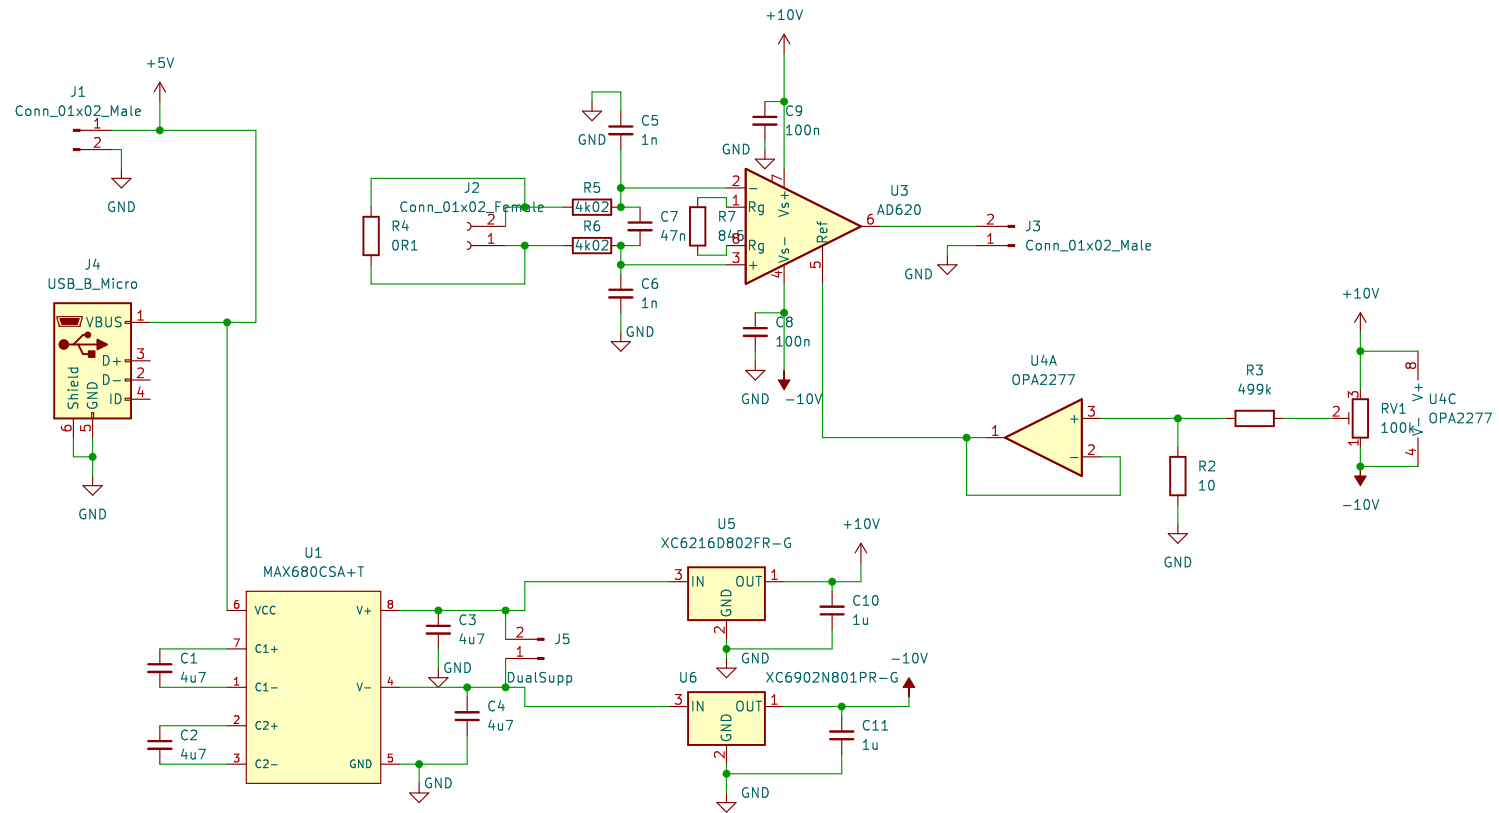 +10V
+5V
J1
Conn_01x02_Male
1
2
GND
C5
1n
GND
C9
100n
GND
J2
Conn_01x02_Female
2
1
R4
0R1
R5
4k02
R6
4k02
C7
47n
R7
845
C6
1n
GND
2
1
8
3
−
Rg
Rg
+
7
Vs+
Vs−
4
Ref
5
6
U3
AD620
2
1
J3
Conn_01x02_Male
GND
C8
100n
GND
−10V
J4
USB_B_Micro
VBUS
D+
D−
ID
Shield
GND
1
3
2
4
6
5
GND
U4A
OPA2277
1
3
+
2
−
R3
499k
R2
10
GND
+10V
2
3
1
RV1
100k
8
V+
V−
4
U4C
OPA2277
−10V
U1
MAX680CSA+T
6
VCC
7
C1+
1
C1−
2
C2+
3
C2−
V+
8
V−
4
GND
5
C1
4u7
C2
4u7
C3
4u7
GND
C4
4u7
GND
2
1
J5
DualSupp
U5
XC6216D802FR−G
3
IN
OUT
1
GND
2
GND
+10V
C10
1u
U6
XC6902N801PR−G
3
IN
OUT
1
GND
2
GND
−10V
C11
1u